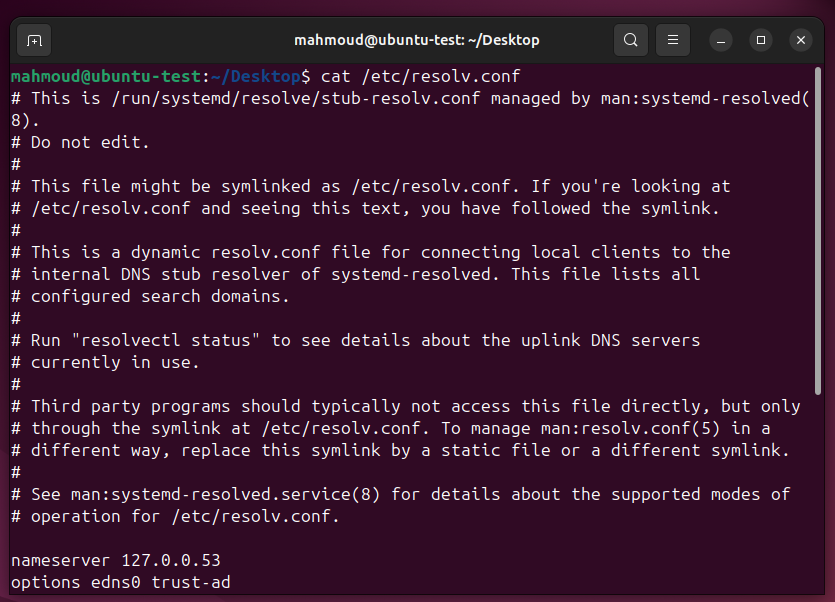 mahmoud@ubuntu-test: ~/Desktop
mahmoud@ubuntu-test:~/Desktop$ cat /etc/resolv.conf
# This is /run/systemd/resolve/stub-resolv.conf managed by man:systemd-resolved(
8).
# Do not edit.
#
# This file might be symlinked as /etc/resolv.conf. If you're looking at
# /etc/resolv.conf and seeing this text, you have followed the symlink.
#
# This is a dynamic resolv.conf file for connecting local clients to the
# internal DNS stub resolver of systemd-resolved. This file lists all
# configured search domains.
#
# Run "resolvectl status" to see details about the uplink DNS servers
# currently in use.
#
# Third party programs should typically not access this file directly, but only
# through the symlink at /etc/resolv.conf. To manage man:resolv.conf(5) in a
# different way, replace this symlink by a static file or a different symlink.
#
# See man:systemd-resolved.service(8) for details about the supported modes of
# operation for /etc/resolv.conf.
nameserver 127.0.0.53
options edns0 trust-ad